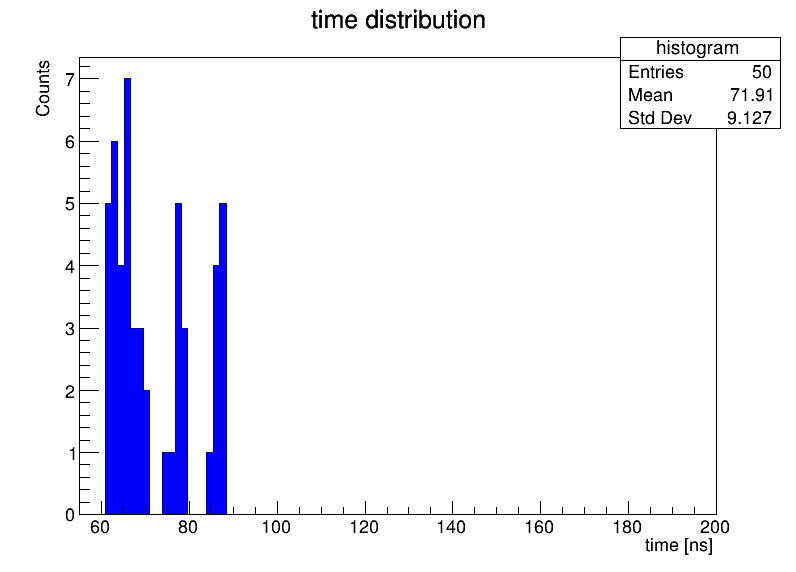 time distribution
histogram
Entries 50
Mean 71.91
Std Dev 9.127
Counts
7
6
5
4
3
2
1
0
60 80 100 120 140 160 180 200
time [ns]